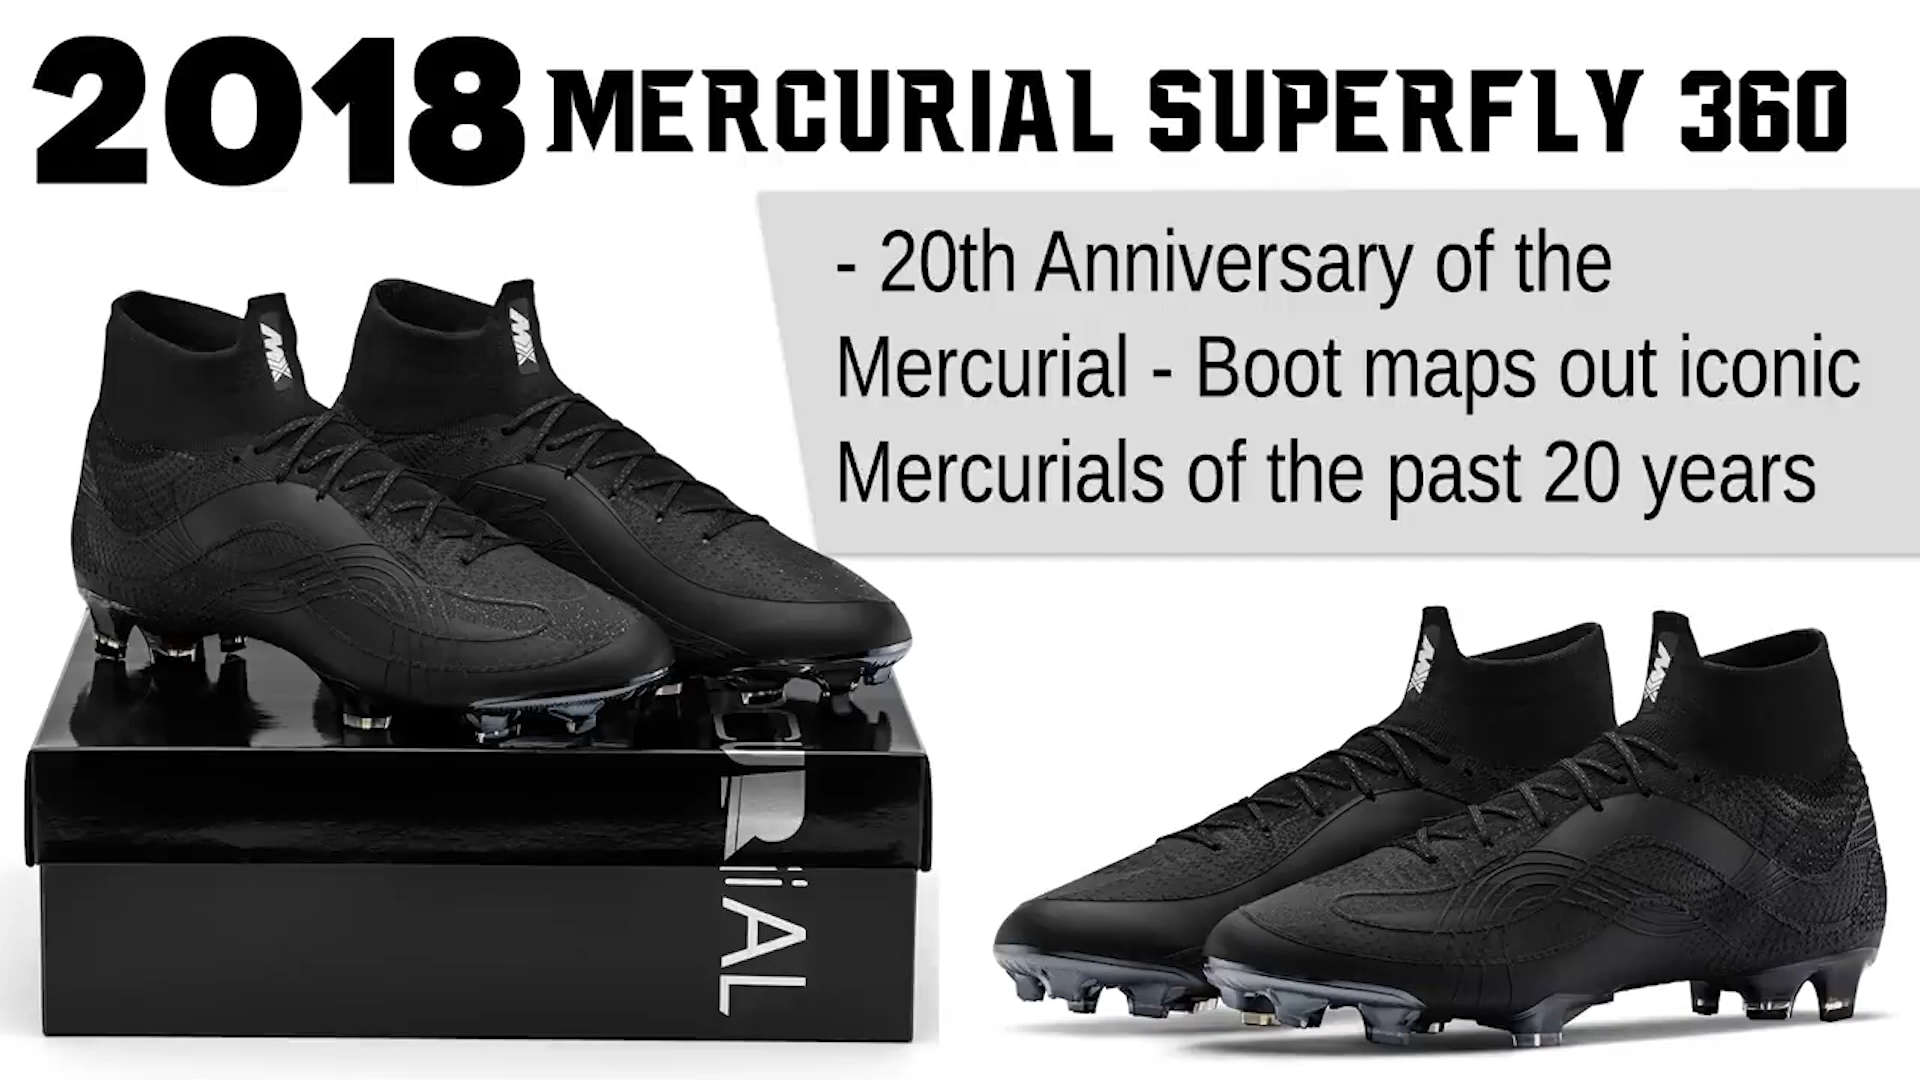 2018 MERCURIAL SUPERFLY 360
- 20th Anniversary of the
Mercurial - Boot maps out iconic
Mercurials of the past 20 years